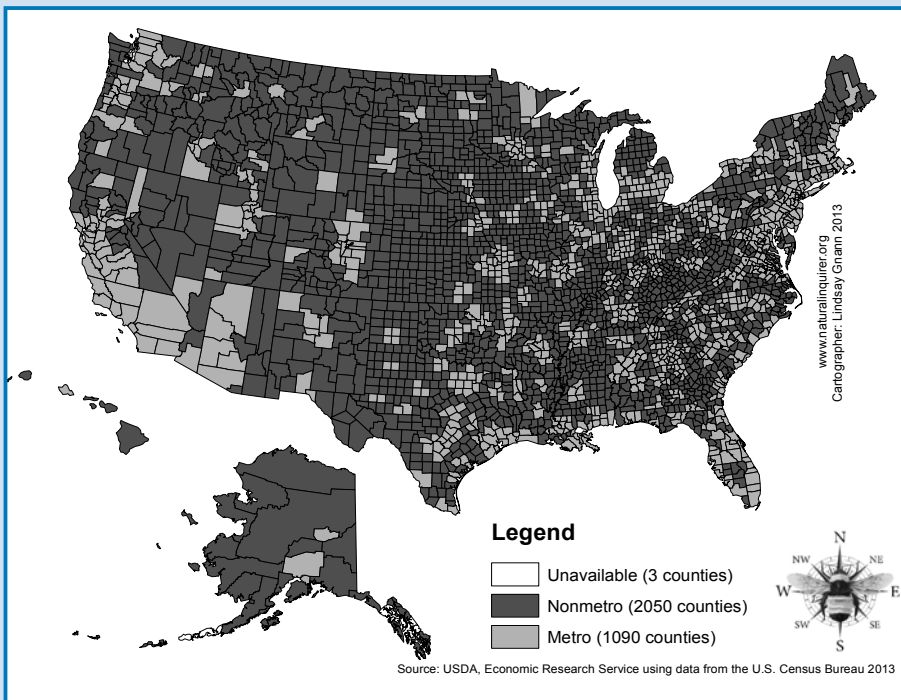 www.naturalinquirer.org
Cartographer: Lindsay Gnann 2013
Legend
Unavailable (3 counties)
Nonmetro (2050 counties)
Metro (1090 counties)
N
NW NE
W E
SW SE
S
Source: USDA, Economic Research Service using data from the U.S. Census Bureau 2013